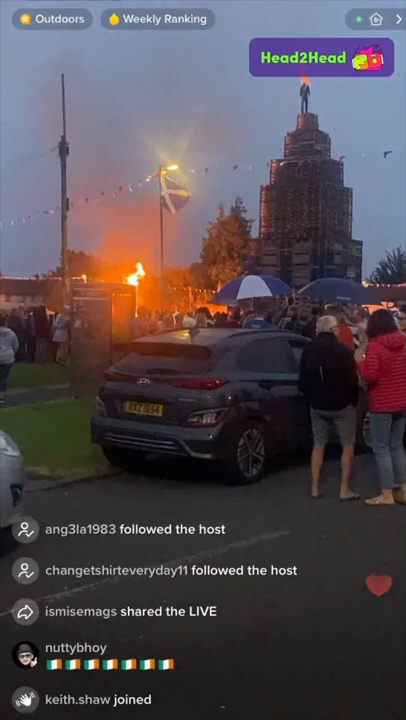 Outdoors
Weekly Ranking
Head2Head
ang3la1983 followed the host
changetshirteveryday11 followed the host
ismisemags shared the LIVE
nuttybhoy
🇮🇪🇮🇪🇮🇪🇮🇪🇮🇪🇮🇪🇮🇪
keith.shaw joined